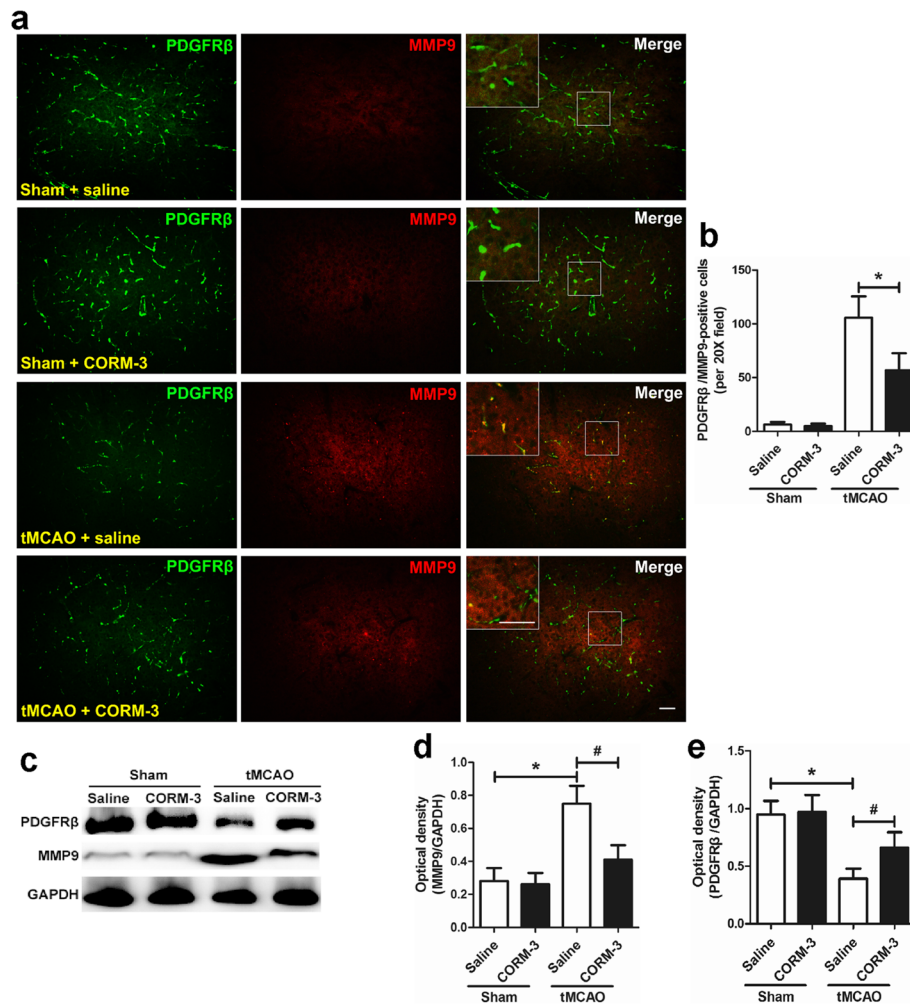 a
PDGFRβ
MMP9
Merge
Sham + saline
PDGFRβ
MMP9
Merge
Sham + CORM-3
PDGFRβ
MMP9
Merge
tMCAO + saline
PDGFRβ
MMP9
Merge
tMCAO + CORM-3
b
PDGFRβ /MMP9-positive cells
(per 20X field)
150
100
50
0
*
Saline
CORM-3
Saline
CORM-3
Sham
tMCAO
c
Sham
tMCAO
Saline
CORM-3
Saline
CORM-3
PDGFRβ
MMP9
GAPDH
d
Optical density
(MMP9/GAPDH)
1.0
0.8
0.6
0.4
0.2
0.0
*
#
Saline
CORM-3
Saline
CORM-3
Sham
tMCAO
e
Optical density
(PDGFRβ /GAPDH)
1.5
1.0
0.5
0.0
*
#
Saline
CORM-3
Saline
CORM-3
Sham
tMCAO